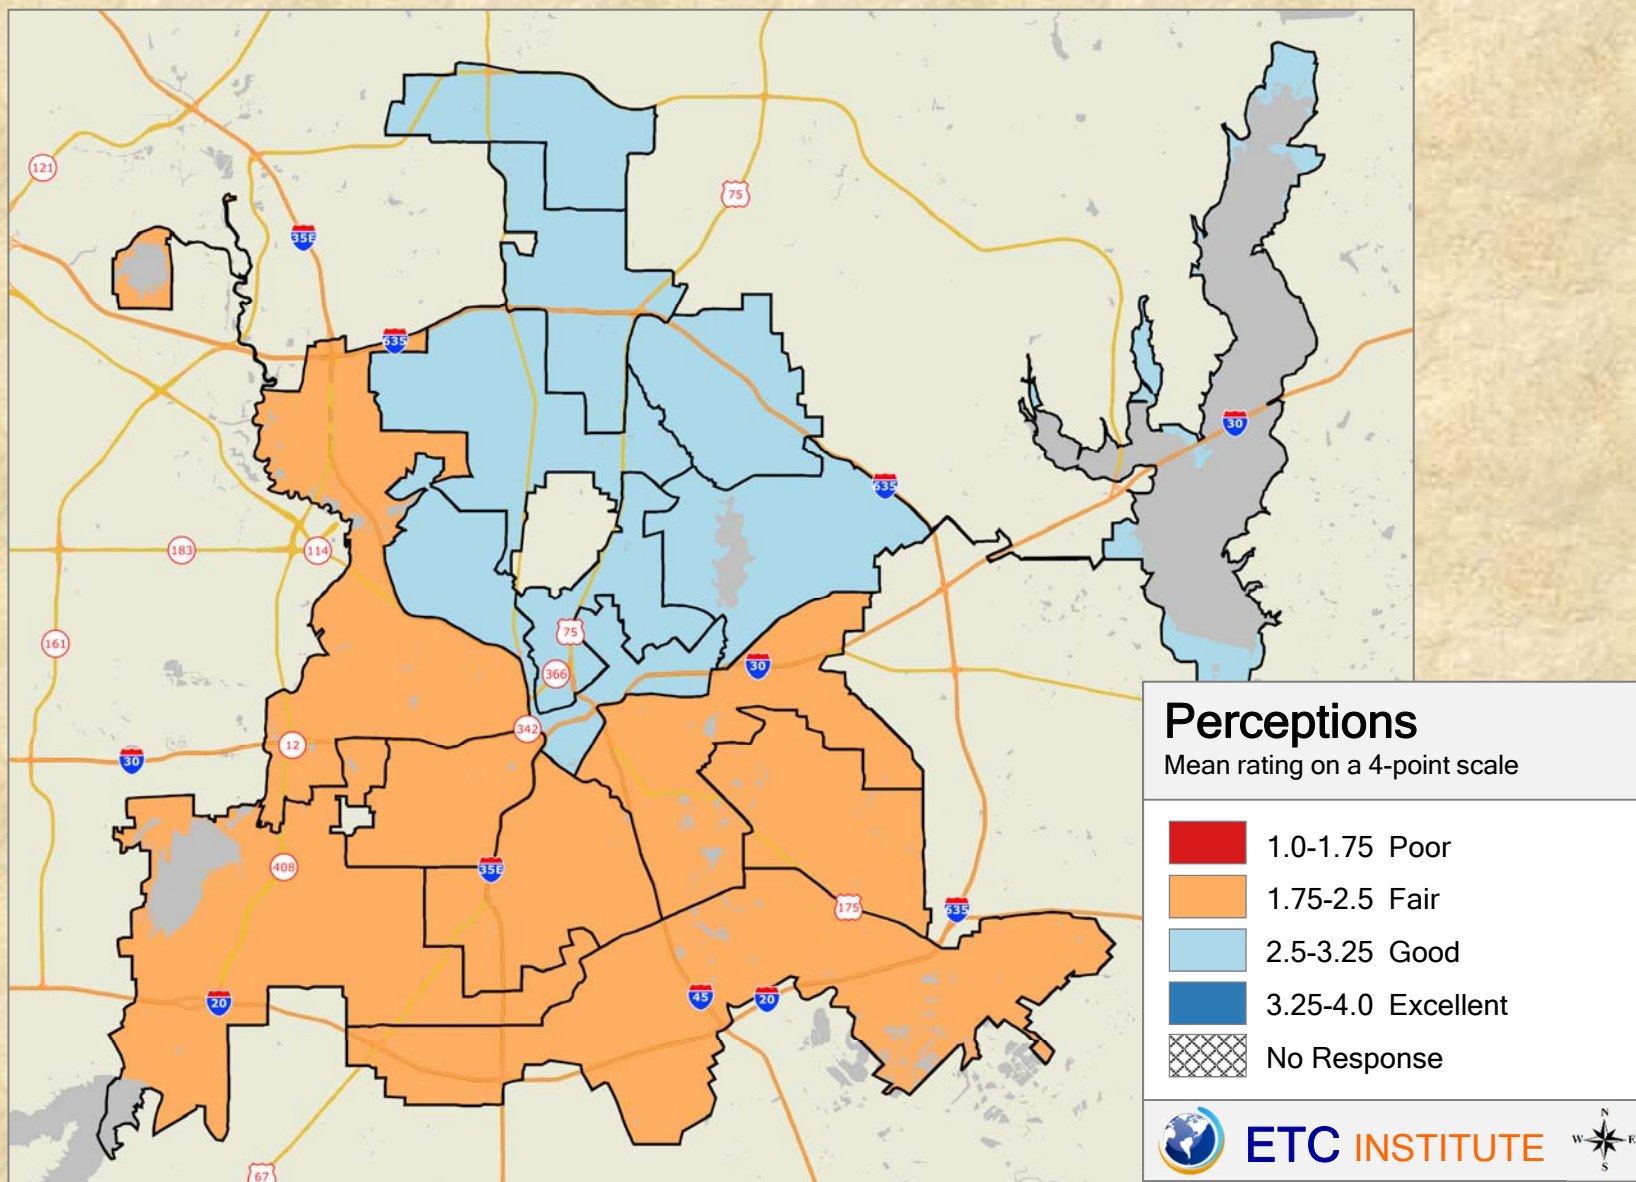 121
35E
75
635
30
635
183
114
161
75
366
30
342
12
30
408
35E
175
635
20
45
20
67
Perceptions
Mean rating on a 4-point scale
1.0-1.75 Poor
1.75-2.5 Fair
2.5-3.25 Good
3.25-4.0 Excellent
No Response
ETC INSTITUTE
N
W E
S